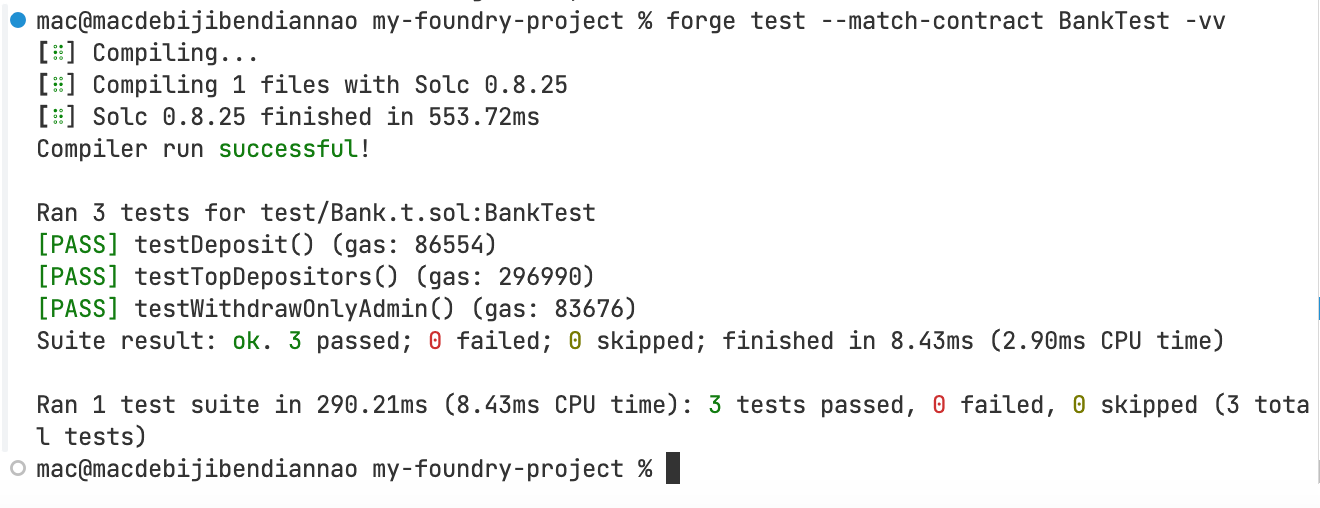 mac@macdebijibendiannao my-foundry-project % forge test --match-contract BankTest -vv
[⠿] Compiling...
[⠿] Compiling 1 files with Solc 0.8.25
[⠿] Solc 0.8.25 finished in 553.72ms
Compiler run successful!
Ran 3 tests for test/Bank.t.sol:BankTest
[PASS] testDeposit() (gas: 86554)
[PASS] testTopDepositors() (gas: 296990)
[PASS] testWithdrawOnlyAdmin() (gas: 83676)
Suite result: ok. 3 passed; 0 failed; 0 skipped; finished in 8.43ms (2.90ms CPU time)
Ran 1 test suite in 290.21ms (8.43ms CPU time): 3 tests passed, 0 failed, 0 skipped (3 tota
l tests)
mac@macdebijibendiannao my-foundry-project %